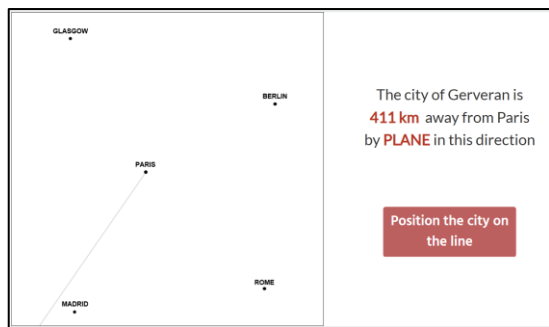 GLASGOW
BERLIN
PARIS
ROME
MADRID
The city of Gerveran is
411 km away from Paris
by PLANE in this direction
Position the city on
the line